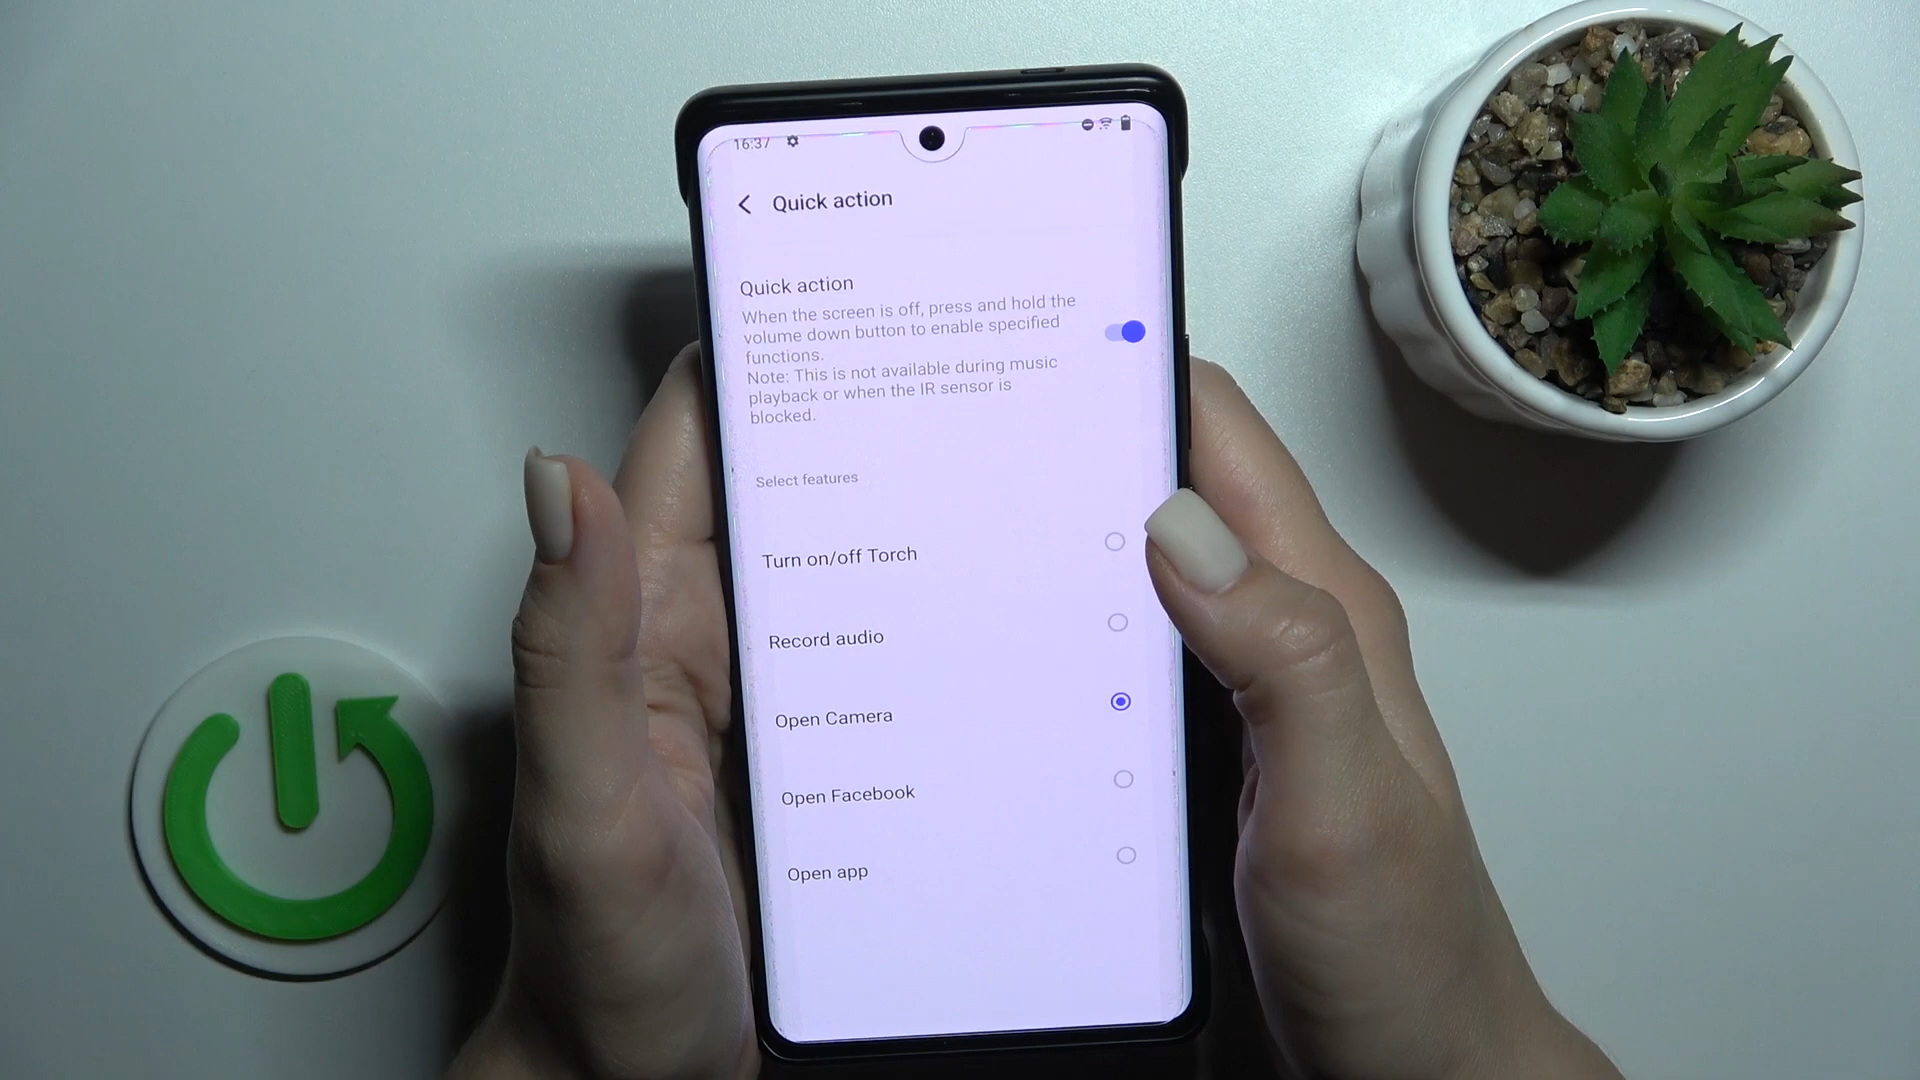 16:37
Quick action
Quick action
When the screen is off, press and hold the
volume down button to enable specified
functions.
Note: This is not available during music
playback or when the IR sensor is
blocked.
Select features
Turn on/off Torch
Record audio
Open Camera
Open Facebook
Open app